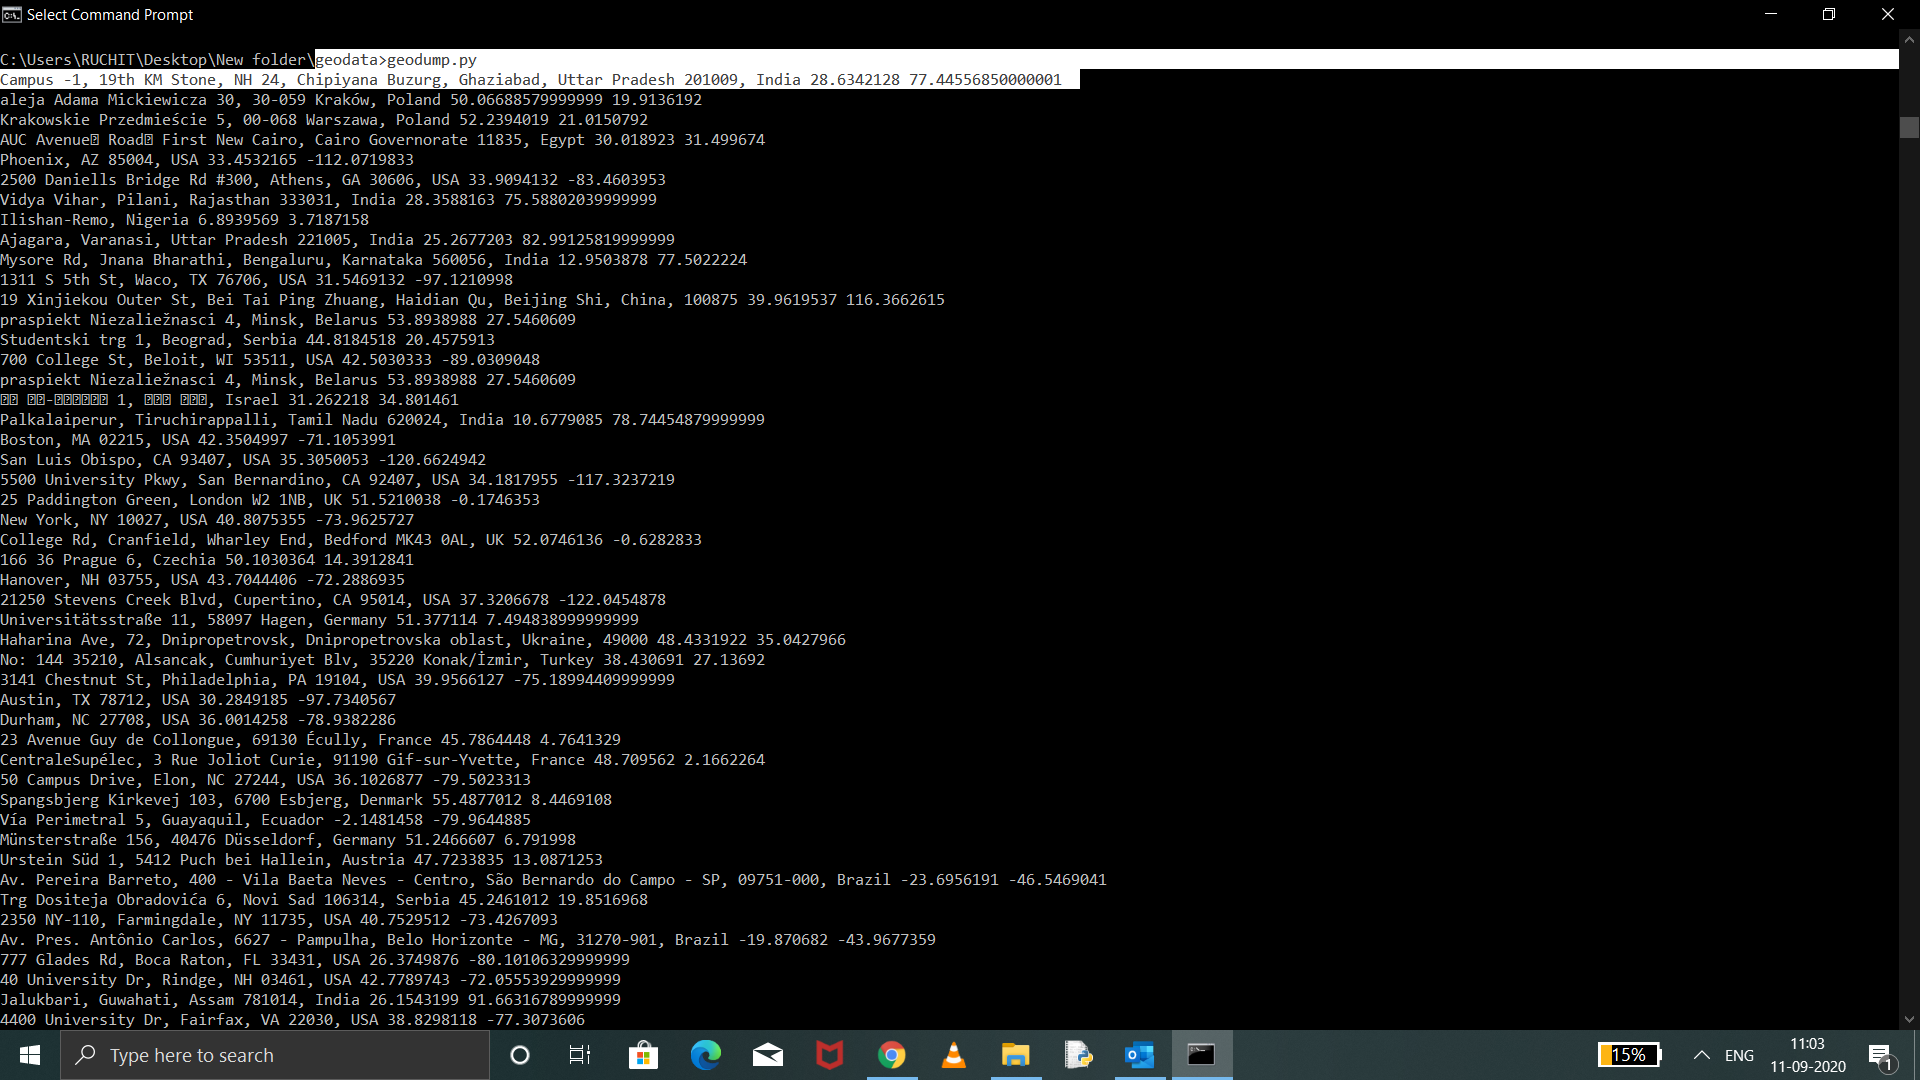 Select Command Prompt
C:\Users\RUCHIT\Desktop\New folder\geodata>geodump.py
Campus -1, 19th KM Stone, NH 24, Chipiyana Buzurg, Ghaziabad, Uttar Pradesh 201009, India 28.6342128 77.44556850000001
aleja Adama Mickiewicza 30, 30-059 Kraków, Poland 50.06688579999999 19.9136192
Krakowskie Przedmieście 5, 00-068 Warszawa, Poland 52.2394019 21.0150792
AUC Avenue Road First New Cairo, Cairo Governorate 11835, Egypt 30.018923 31.499674
Phoenix, AZ 85004, USA 33.4532165 -112.0719833
2500 Daniells Bridge Rd #300, Athens, GA 30606, USA 33.9094132 -83.4603953
Vidya Vihar, Pilani, Rajasthan 333031, India 28.3588163 75.58802039999999
Ilishan-Remo, Nigeria 6.8939569 3.7187158
Ajagara, Varanasi, Uttar Pradesh 221005, India 25.2677203 82.99125819999999
Mysore Rd, Jnana Bharathi, Bengaluru, Karnataka 560056, India 12.9503878 77.5022224
1311 S 5th St, Waco, TX 76706, USA 31.5469132 -97.1210998
19 Xinjiekou Outer St, Bei Tai Ping Zhuang, Haidian Qu, Beijing Shi, China, 100875 39.9619537 116.3662615
praspiekt Niezaliežnasci 4, Minsk, Belarus 53.8938988 27.5460609
Studentski trg 1, Beograd, Serbia 44.8184518 20.4575913
700 College St, Beloit, WI 53511, USA 42.5030333 -89.0309048
praspiekt Niezaliežnasci 4, Minsk, Belarus 53.8938988 27.5460609
1, Israel 31.262218 34.801461
Palkalaiperur, Tiruchirappalli, Tamil Nadu 620024, India 10.6779085 78.74454879999999
Boston, MA 02215, USA 42.3504997 -71.1053991
San Luis Obispo, CA 93407, USA 35.3050053 -120.6624942
5500 University Pkwy, San Bernardino, CA 92407, USA 34.1817955 -117.3237219
25 Paddington Green, London W2 1NB, UK 51.5210038 -0.1746353
New York, NY 10027, USA 40.8075355 -73.9625727
College Rd, Cranfield, Wharley End, Bedford MK43 0AL, UK 52.0746136 -0.6282833
166 36 Prague 6, Czechia 50.1030364 14.3912841
Hanover, NH 03755, USA 43.7044406 -72.2886935
21250 Stevens Creek Blvd, Cupertino, CA 95014, USA 37.3206678 -122.0454878
Universitätsstraße 11, 58097 Hagen, Germany 51.377114 7.494838999999999
Haharina Ave, 72, Dnipropetrovsk, Dnipropetrovska oblast, Ukraine, 49000 48.4331922 35.0427966
No: 144 35210, Alsancak, Cumhuriyet Blv, 35220 Konak/İzmir, Turkey 38.430691 27.13692
3141 Chestnut St, Philadelphia, PA 19104, USA 39.9566127 -75.18994409999999
Austin, TX 78712, USA 30.2849185 -97.7340567
Durham, NC 27708, USA 36.0014258 -78.9382286
23 Avenue Guy de Collongue, 69130 Écully, France 45.7864448 4.7641329
CentraleSupélec, 3 Rue Joliot Curie, 91190 Gif-sur-Yvette, France 48.709562 2.1662264
50 Campus Drive, Elon, NC 27244, USA 36.1026877 -79.5023313
Spangsbjerg Kirkevej 103, 6700 Esbjerg, Denmark 55.4877012 8.4469108
Vía Perimetral 5, Guayaquil, Ecuador -2.1481458 -79.9644885
Münsterstraße 156, 40476 Düsseldorf, Germany 51.2466607 6.791998
Urstein Süd 1, 5412 Puch bei Hallein, Austria 47.7233835 13.0871253
Av. Pereira Barreto, 400 - Vila Baeta Neves - Centro, São Bernardo do Campo - SP, 09751-000, Brazil -23.6956191 -46.5469041
Trg Dositeja Obradovića 6, Novi Sad 106314, Serbia 45.2461012 19.8516968
2350 NY-110, Farmingdale, NY 11735, USA 40.7529512 -73.4267093
Av. Pres. Antônio Carlos, 6627 - Pampulha, Belo Horizonte - MG, 31270-901, Brazil -19.870682 -43.9677359
777 Glades Rd, Boca Raton, FL 33431, USA 26.3749876 -80.10106329999999
40 University Dr, Rindge, NH 03461, USA 42.7789743 -72.05553929999999
Jalukbari, Guwahati, Assam 781014, India 26.1543199 91.66316789999999
4400 University Dr, Fairfax, VA 22030, USA 38.8298118 -77.3073606
Type here to search
15%
ENG
11:03
11-09-2020
1